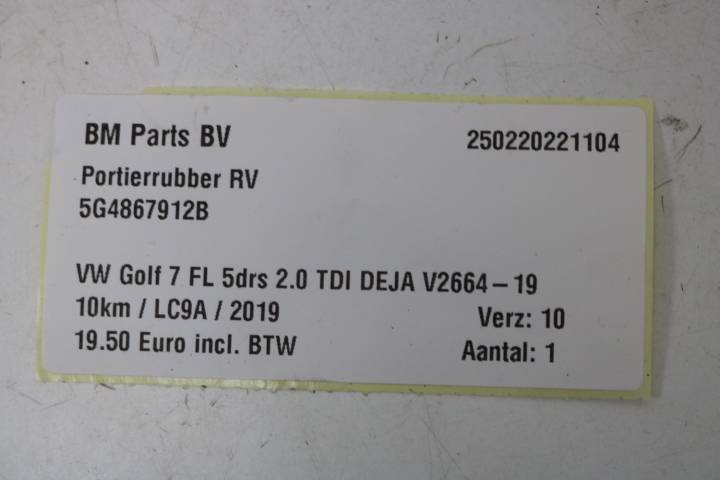 BM Parts BV 250220221104
Portierrubber RV
5G4867912B
VW Golf 7 FL 5drs 2.0 TDI DEJA V2664-19
10km / LC9A / 2019 Verz: 10
19.50 Euro incl. BTW Aantal: 1